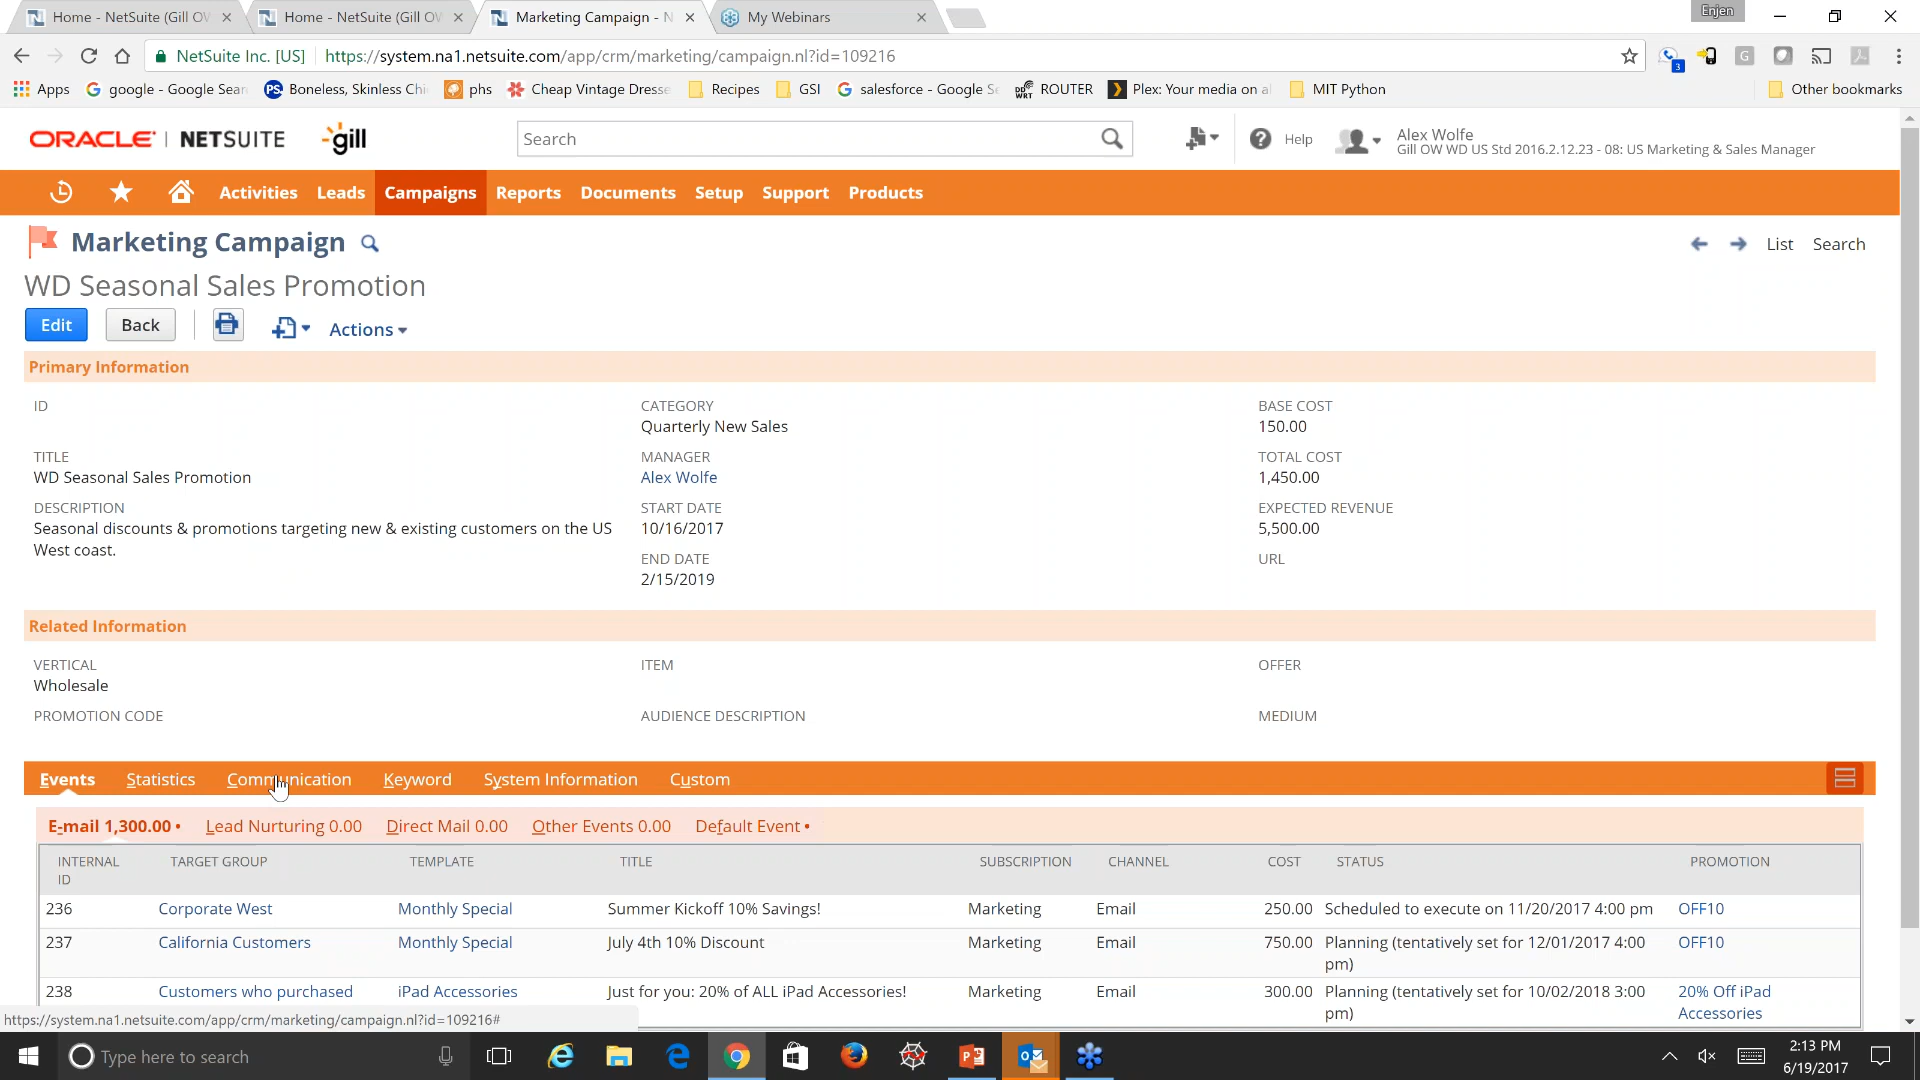 Home - NetSuite (Gill OV
Home - NetSuite (Gill OV
Marketing Campaign - N
My Webinars
Enjen
NetSuite Inc. [US]
https://system.na1.netsuite.com/app/crm/marketing/campaign.nl?id=109216
3
Apps
google - Google Sear
Boneless, Skinless Chi
phs
Cheap Vintage Dresse
Recipes
GSI
salesforce - Google Se
ROUTER
Plex: Your media on a
MIT Python
Other bookmarks
ORACLE | NETSUITE
gill
Search
Help
Alex Wolfe
Gill OW WD US Std 2016.2.12.23 - 08: US Marketing & Sales Manager
Activities Leads Campaigns Reports Documents Setup Support Products
Marketing Campaign
List Search
WD Seasonal Sales Promotion
Edit
Back
Actions
Primary Information
ID
CATEGORY
Quarterly New Sales
BASE COST
150.00
TITLE
WD Seasonal Sales Promotion
MANAGER
Alex Wolfe
TOTAL COST
1,450.00
DESCRIPTION
Seasonal discounts & promotions targeting new & existing customers on the US
West coast.
START DATE
10/16/2017
EXPECTED REVENUE
5,500.00
END DATE
2/15/2019
URL
Related Information
VERTICAL
Wholesale
ITEM
OFFER
PROMOTION CODE
AUDIENCE DESCRIPTION
MEDIUM
Events Statistics Communication Keyword System Information Custom
E-mail 1,300.00 • Lead Nurturing 0.00 Direct Mail 0.00 Other Events 0.00 Default Event •
INTERNAL
ID
TARGET GROUP TEMPLATE TITLE SUBSCRIPTION CHANNEL COST STATUS PROMOTION
236 Corporate West Monthly Special Summer Kickoff 10% Savings! Marketing Email 250.00 Scheduled to execute on 11/20/2017 4:00 pm OFF10
237 California Customers Monthly Special July 4th 10% Discount Marketing Email 750.00 Planning (tentatively set for 12/01/2017 4:00
pm)
OFF10
238 Customers who purchased iPad Accessories Just for you: 20% of ALL iPad Accessories! Marketing Email 300.00 Planning (tentatively set for 10/02/2018 3:00
pm)
20% Off iPad
Accessories
https://system.na1.netsuite.com/app/crm/marketing/campaign.nl?id=109216#
Type here to search
2:13 PM
6/19/2017